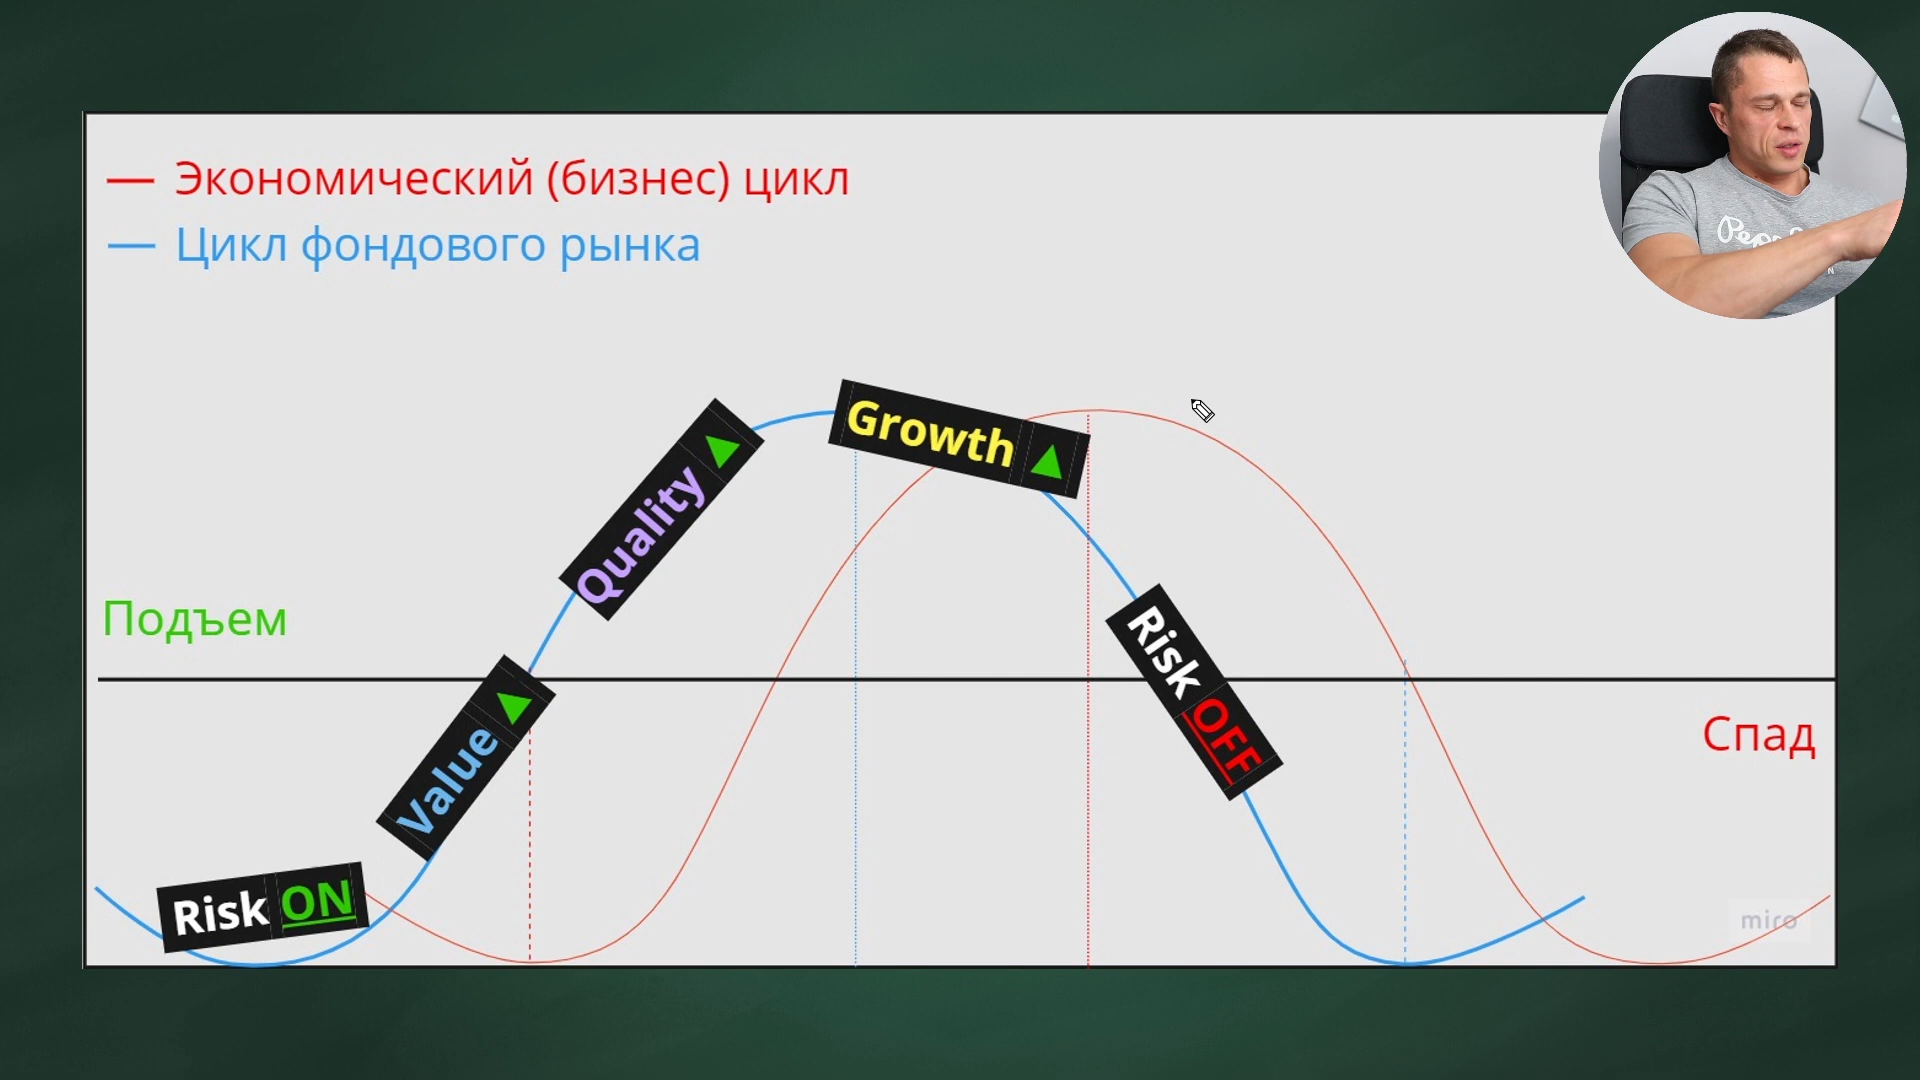 — Экономический (бизнес) цикл
— Цикл фондового рынка
Growth ▲
Quality ▲
Подъем
Risk OFF
Value ▲
Спад
Risk ON
miro